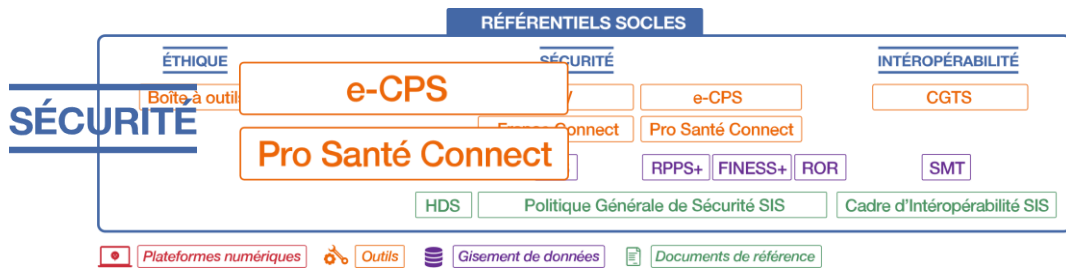 RÉFÉRENTIELS SOCLES
ÉTHIQUE
SÉCURITÉ
INTÉROPÉRABILITÉ
Boîte à
e-CPS
e-CPS
CGTS
SÉCURITÉ
Connect
Pro Santé Connect
Pro Santé Connect
RPPS+ FINESS+ ROR
SMT
HDS
Politique Générale de Sécurité SIS
Cadre d'Intéropérabilité SIS
Plateformes numériques
Outils
Gisement de données
Documents de référence